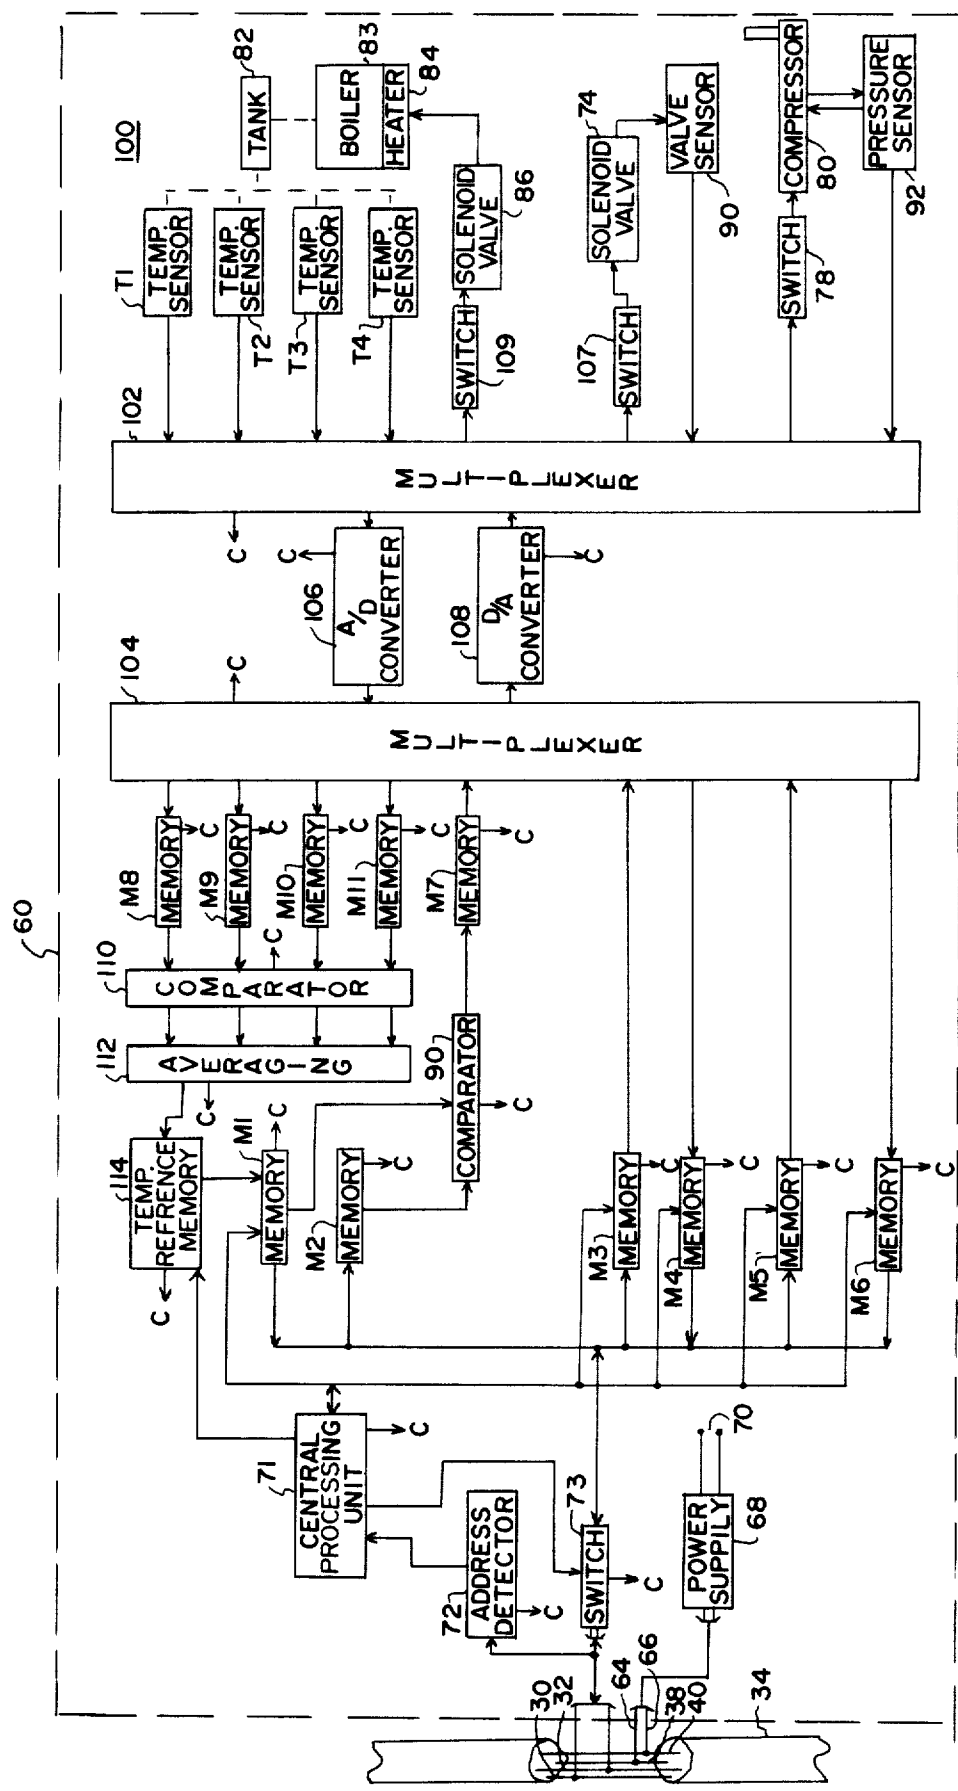 60
100
T1
TEMP.
SENSOR
T2
TEMP.
SENSOR
T3
TEMP.
SENSOR
T4
TEMP.
SENSOR
TANK
82
BOILER
83
HEATER
84
SOLENOID
VALVE
86
SWITCH
109
SOLENOID
VALVE
74
SWITCH
107
VALVE
SENSOR
90
SWITCH
78
COMPRESSOR
80
PRESSURE
SENSOR
92
102
MULTIPLEXER
C
C
106
A/D
CONVERTER
108
D/A
CONVERTER
C
104
MULTIPLEXER
C
M8
MEMORY
C
M9
MEMORY
C
M10
MEMORY
C
M11
MEMORY
C
M7
MEMORY
C
110
COMPARATOR
C
112
AVERAGING
C
90
COMPARATOR
C
114
TEMP.
REFERENCE
MEMORY
C
M1
MEMORY
C
M2
MEMORY
C
M3
MEMORY
C
M4
MEMORY
C
M5
MEMORY
C
M6
MEMORY
C
71
CENTRAL
PROCESSING
UNIT
C
72
ADDRESS
DETECTOR
C
73
SWITCH
C
POWER
SUPPILY
68
70
30
32
64
66
38
40
34